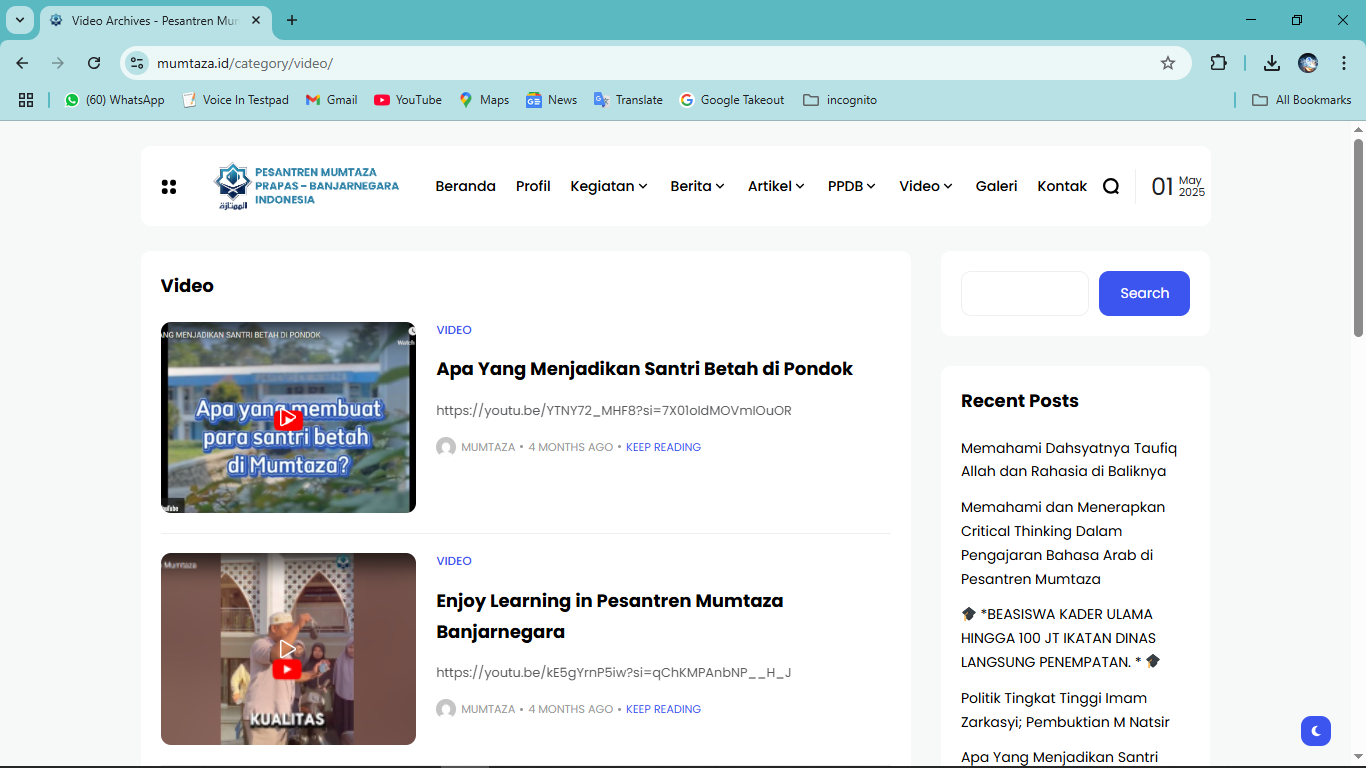 Video Archives - Pesantren Mun
mumtaza.id/category/video/
(60) WhatsApp
Voice In Testpad
Gmail
YouTube
Maps
News
Translate
Google Takeout
incognito
All Bookmarks
PESANTREN MUMTAZA
PRAPAS - BANJARNEGARA
INDONESIA
الممتازة
Beranda
Profil
Kegiatan
Berita
Artikel
PPDB
Video
Galeri
Kontak
01
May
2025
Video
ANG MENJADIKAN SANTRI BETAH DI PONDOK
Watch
Apa yang membuat
para santri betah
di Mumtaza?
VIDEO
Apa Yang Menjadikan Santri Betah di Pondok
https://youtu.be/YTNY72_MHF8?si=7X01oIdMOVmIOuOR
MUMTAZA • 4 MONTHS AGO • KEEP READING
Mumtaza
KUALITAS
VIDEO
Enjoy Learning in Pesantren Mumtaza
Banjarnegara
https://youtu.be/kE5gYrnP5iw?si=qChKMPAnbNP__H_J
MUMTAZA • 4 MONTHS AGO • KEEP READING
Search
Recent Posts
Memahami Dahsyatnya Taufiq
Allah dan Rahasia di Baliknya
Memahami dan Menerapkan
Critical Thinking Dalam
Pengajaran Bahasa Arab di
Pesantren Mumtaza
🎓 *BEASISWA KADER ULAMA
HINGGA 100 JT IKATAN DINAS
LANGSUNG PENEMPATAN. * 🎓
Politik Tingkat Tinggi Imam
Zarkasyi; Pembuktian M Natsir
Apa Yang Menjadikan Santri